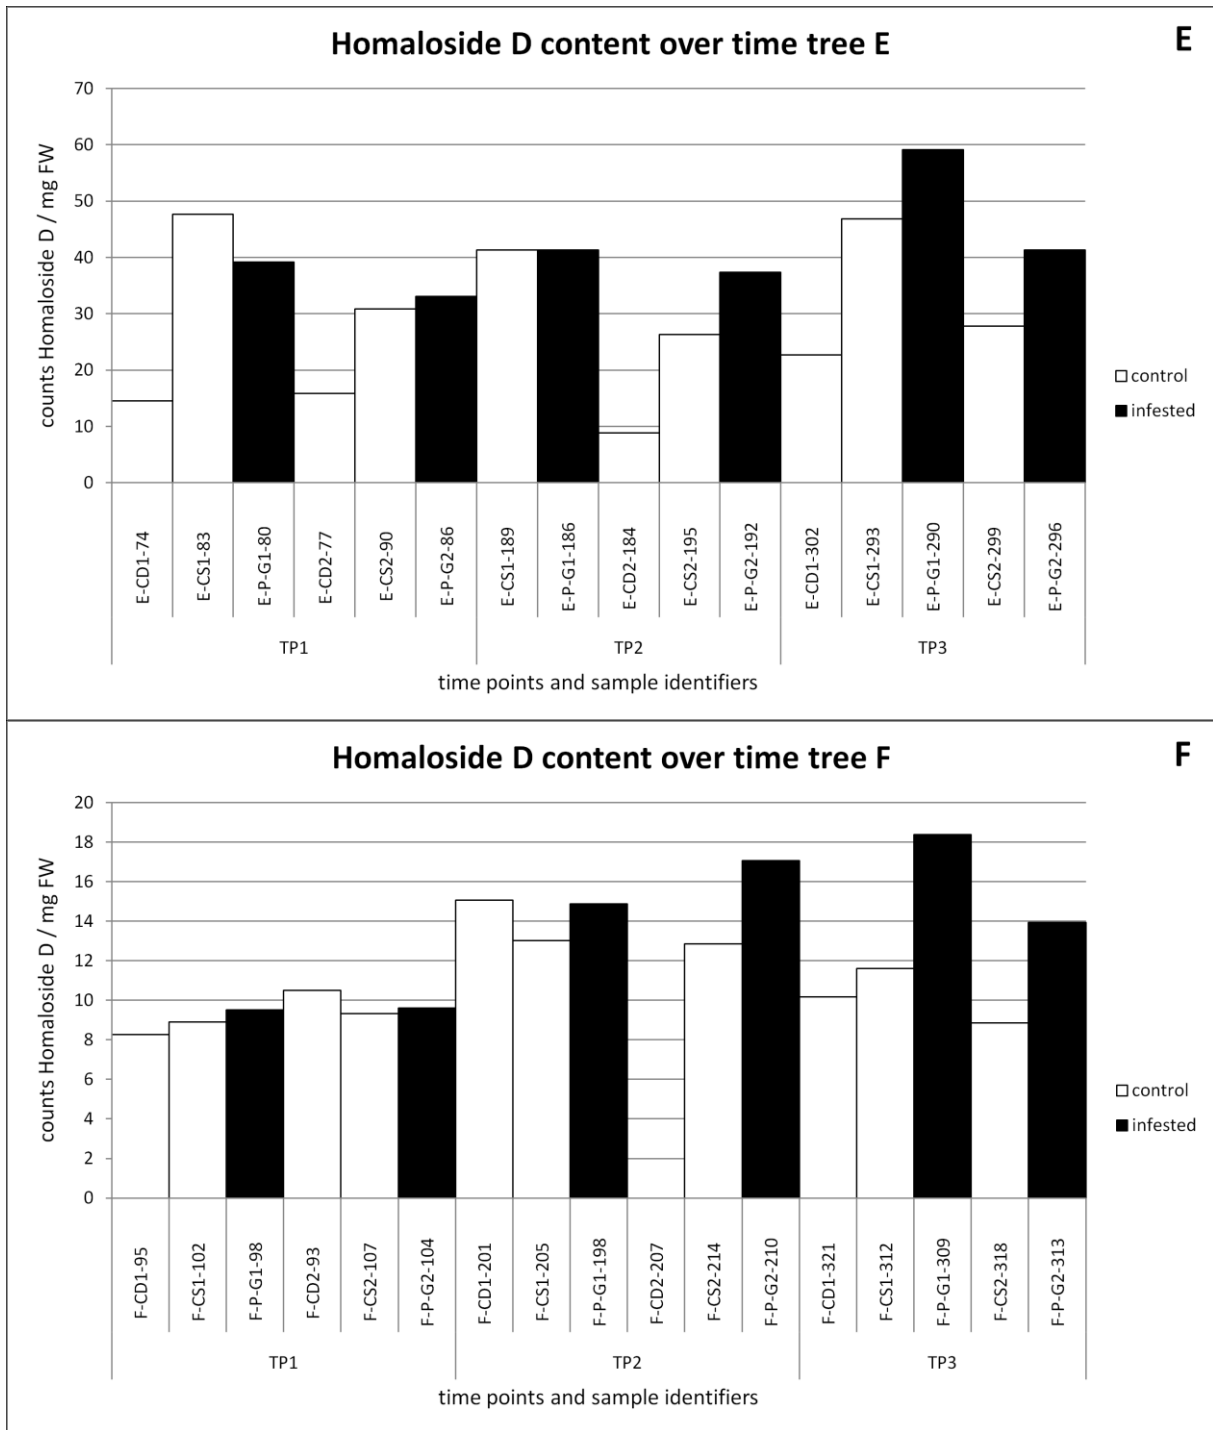 Homaloside D content over time tree E
E
counts Homaloside D / mg FW
70
60
50
40
30
20
10
0
E-CD1-74
E-CS1-83
E-P-G1-80
E-CD2-77
E-CS2-90
E-P-G2-86
E-CS1-189
E-P-G1-186
E-CD2-184
E-CS2-195
E-P-G2-192
E-CD1-302
E-CS1-293
E-P-G1-290
E-CS2-299
E-P-G2-296
TP1
TP2
TP3
time points and sample identifiers
control
infested
Homaloside D content over time tree F
F
counts Homaloside D / mg FW
20
18
16
14
12
10
8
6
4
2
0
F-CD1-95
F-CS1-102
F-P-G1-98
F-CD2-93
F-CS2-107
F-P-G2-104
F-CD1-201
F-CS1-205
F-P-G1-198
F-CD2-207
F-CS2-214
F-P-G2-210
F-CD1-321
F-CS1-312
F-P-G1-309
F-CS2-318
F-P-G2-313
TP1
TP2
TP3
time points and sample identifiers
control
infested